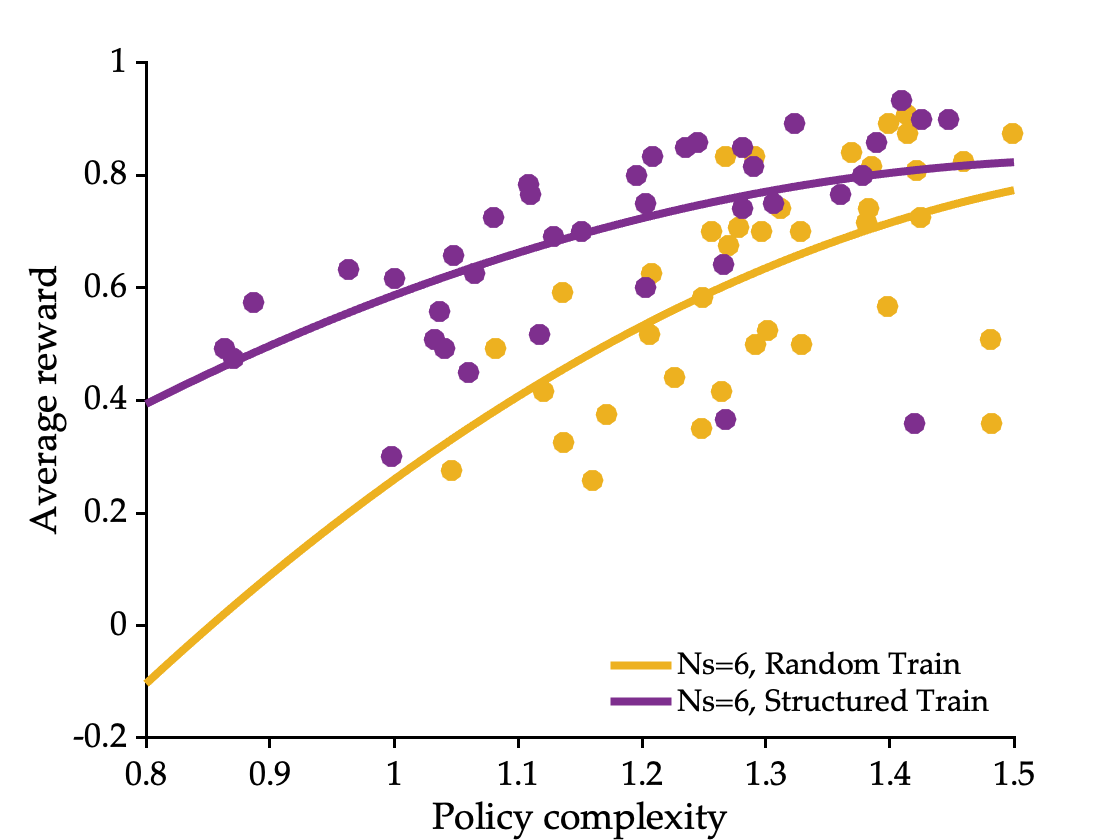 1
0.8
0.6
0.4
0.2
0
-0.2
Average reward
0.8 0.9 1 1.1 1.2 1.3 1.4 1.5
Policy complexity
Ns=6, Random Train
Ns=6, Structured Train